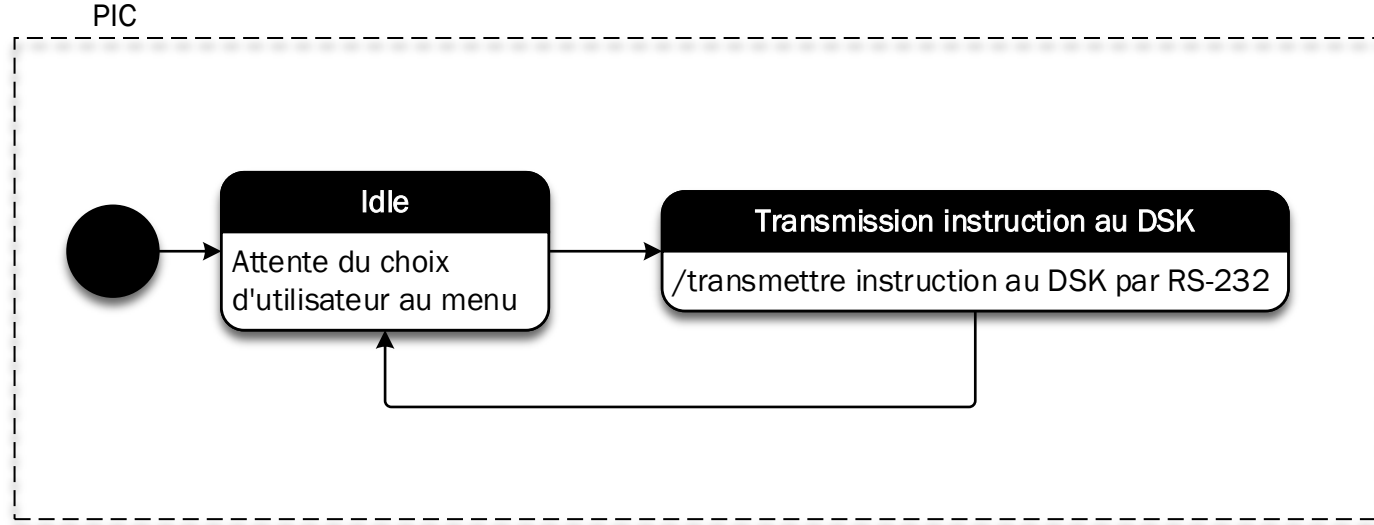 PIC
Idle
Attente du choix
d'utilisateur au menu
Transmission instruction au DSK
/transmettre instruction au DSK par RS-232